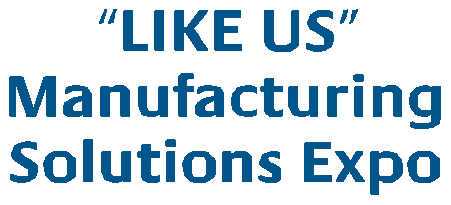 “LIKE US”
Manufacturing
Solutions Expo